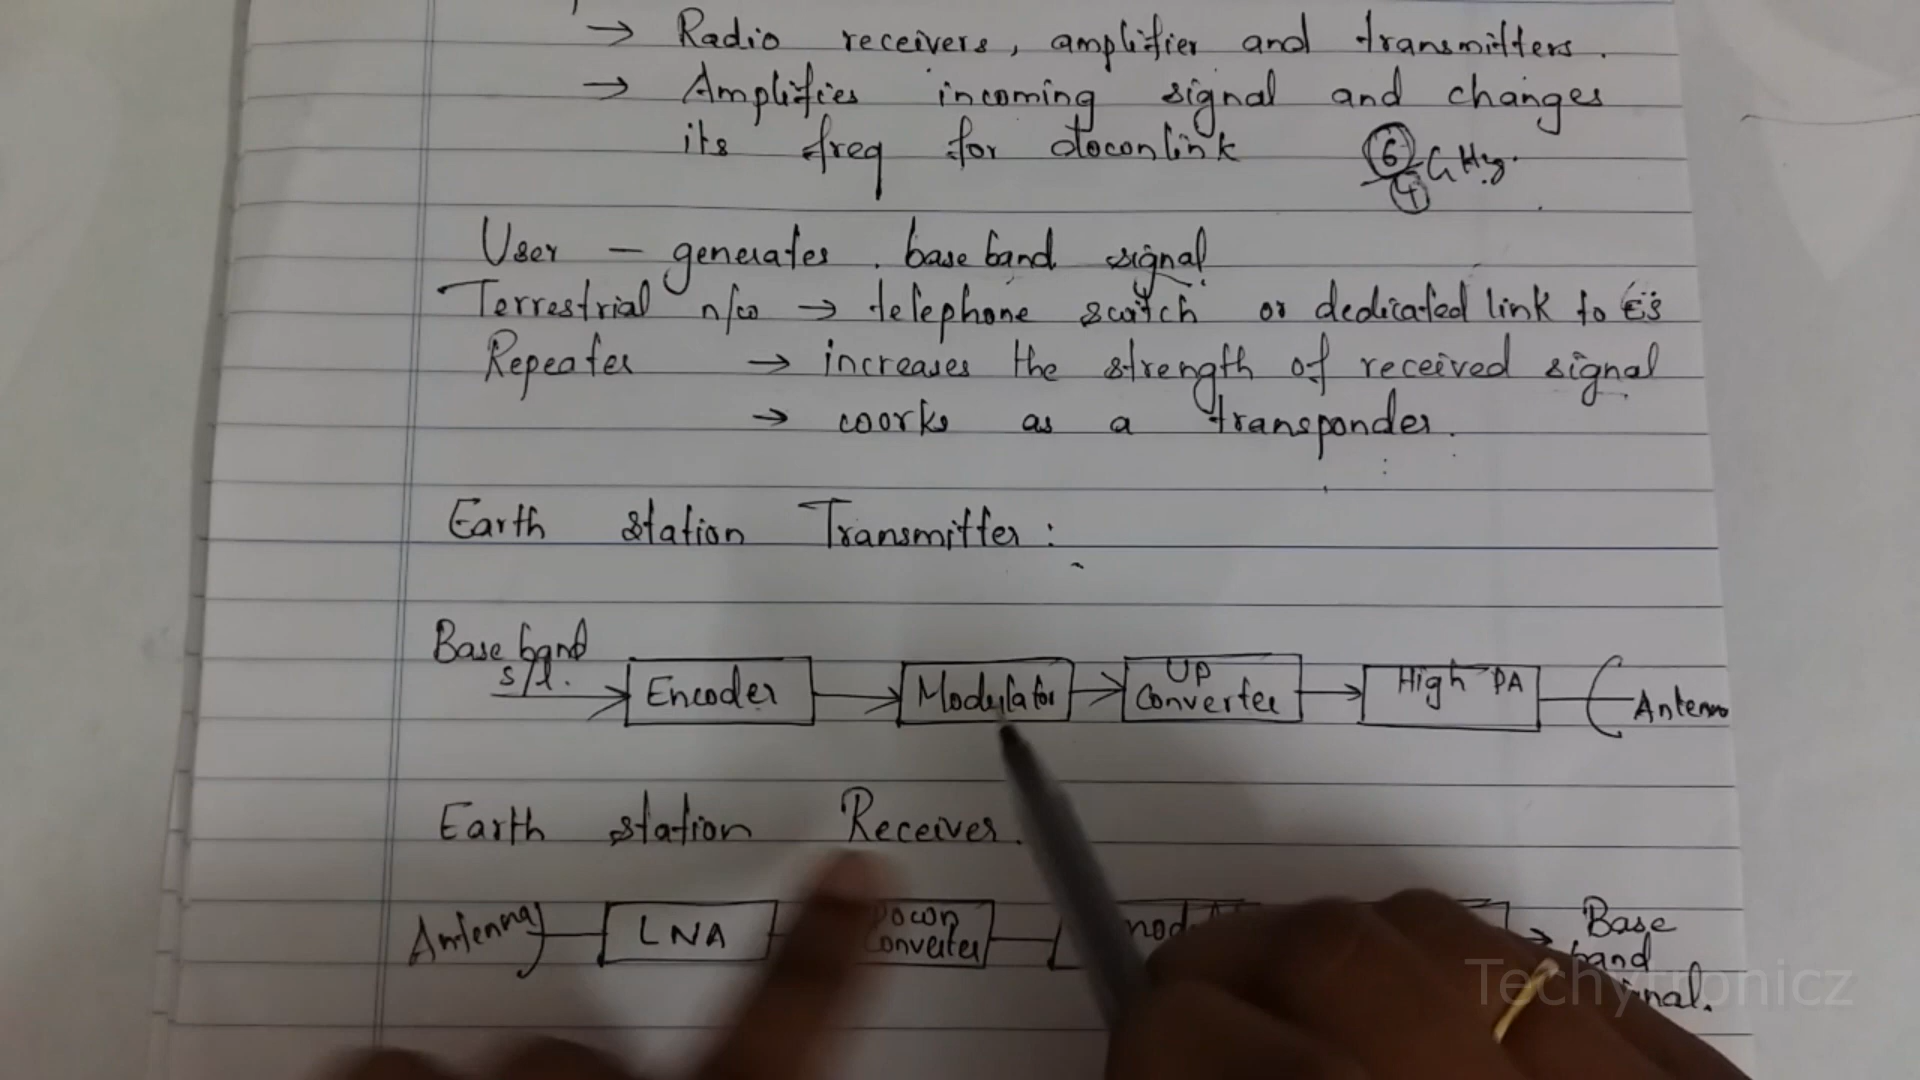 → Radio receivers, amplifier and transmitters.
→ Amplifies incoming signal and changes
its freq for downlink 6/4 GHz.
User – generates base band signal
Terrestrial n/w → telephone switch or dedicated link to ES
Repeater → increases the strength of received signal
→ works as a transponder.
Earth station Transmitter:
Base band
s/l.
Encoder
Modulator
UP
Converter
High PA
Antenna
Earth station Receiver.
Antenna
LNA
Down
Converter
Base
band
Techytronicz